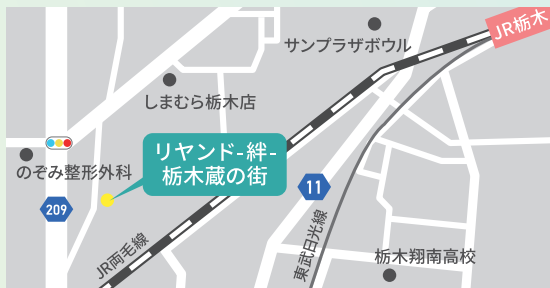 JR栃木
サンプラザボウル
しまむら栃木店
リヤンド-絆-
栃木蔵の街
のぞみ整形外科
209
11
JR両毛線
東武日光線
栃木翔南高校